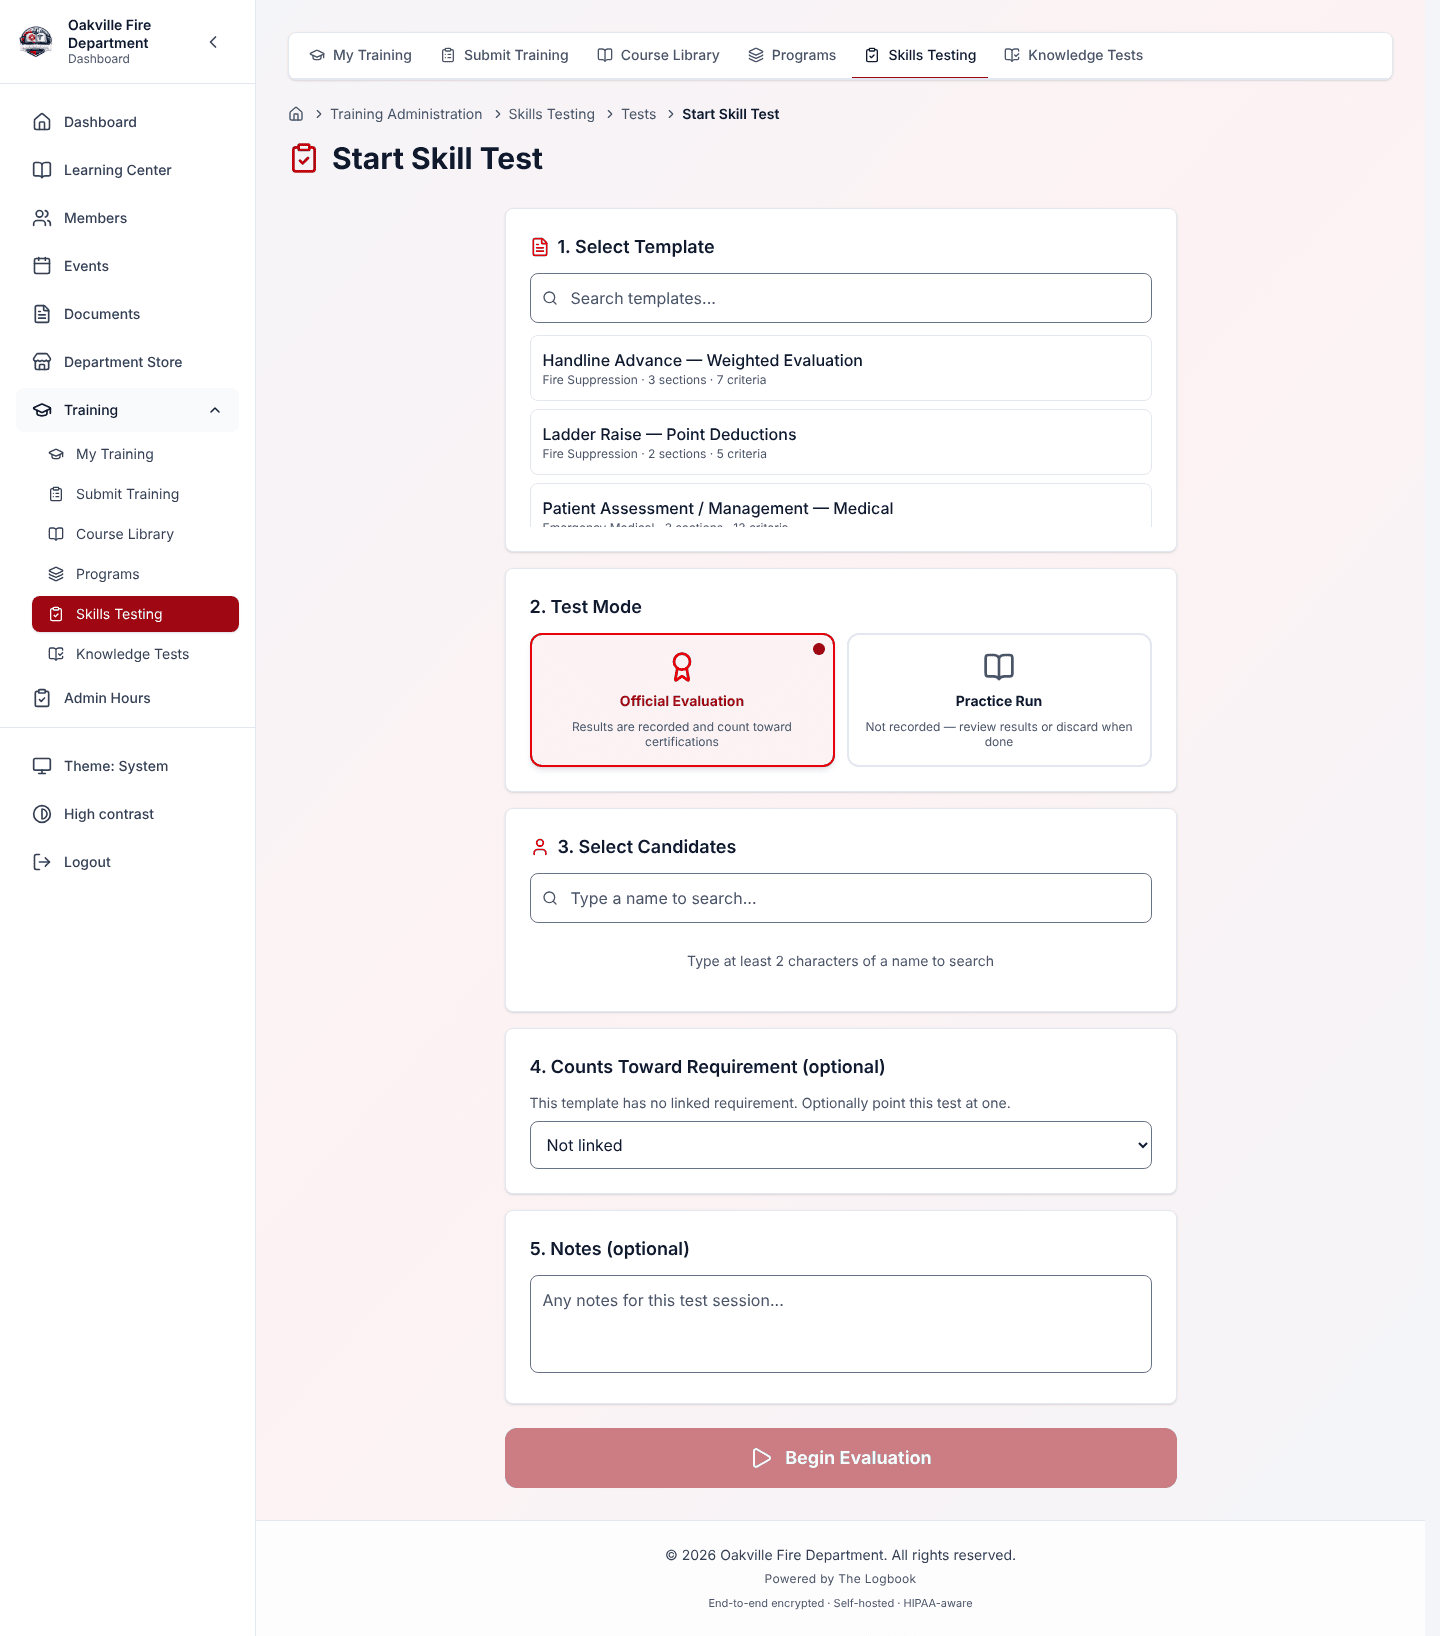 Oakville Fire
Department
Dashboard
Dashboard
Learning Center
Members
Events
Documents
Department Store
Training
My Training
Submit Training
Course Library
Programs
Skills Testing
Knowledge Tests
Admin Hours
Theme: System
High contrast
Logout
My Training
Submit Training
Course Library
Programs
Skills Testing
Knowledge Tests
Training Administration
Skills Testing
Tests
Start Skill Test
Start Skill Test
1. Select Template
Search templates...
Handline Advance — Weighted Evaluation
Fire Suppression · 3 sections · 7 criteria
Ladder Raise — Point Deductions
Fire Suppression · 2 sections · 5 criteria
Patient Assessment / Management — Medical
Emergency Medical · 3 sections · 13 criteria
2. Test Mode
Official Evaluation
Results are recorded and count toward
certifications
Practice Run
Not recorded — review results or discard when
done
3. Select Candidates
Type a name to search...
Type at least 2 characters of a name to search
4. Counts Toward Requirement (optional)
This template has no linked requirement. Optionally point this test at one.
Not linked
5. Notes (optional)
Any notes for this test session...
Begin Evaluation
© 2026 Oakville Fire Department. All rights reserved.
Powered by The Logbook
End-to-end encrypted · Self-hosted · HIPAA-aware